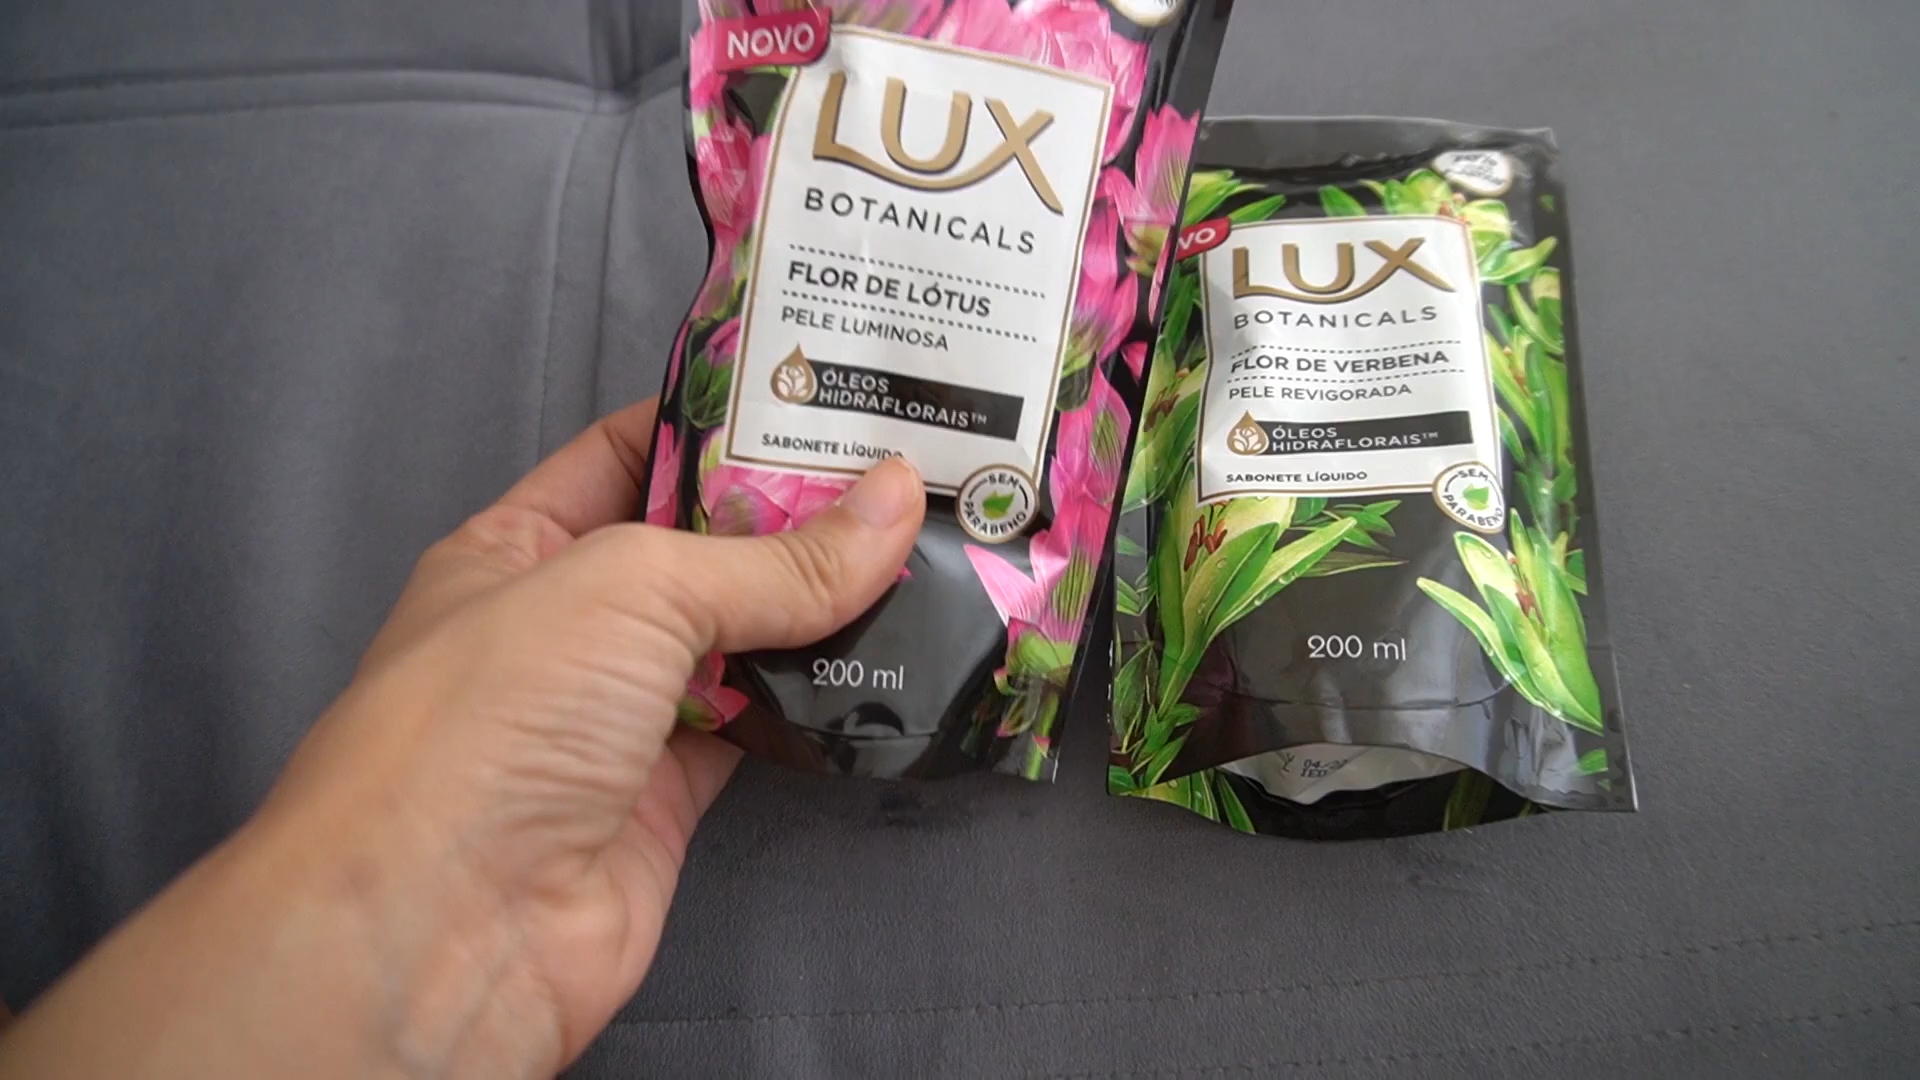 NOVO
LUX
BOTANICALS
FLOR DE LÓTUS
PELE LUMINOSA
ÓLEOS
HIDRAFLORAIS™
SABONETE LÍQUIDO
SEM
PARABENO
200 ml
VO
LUX
BOTANICALS
FLOR DE VERBENA
PELE REVIGORADA
ÓLEOS
HIDRAFLORAIS™
SABONETE LÍQUIDO
SEM
PARABENO
200 ml